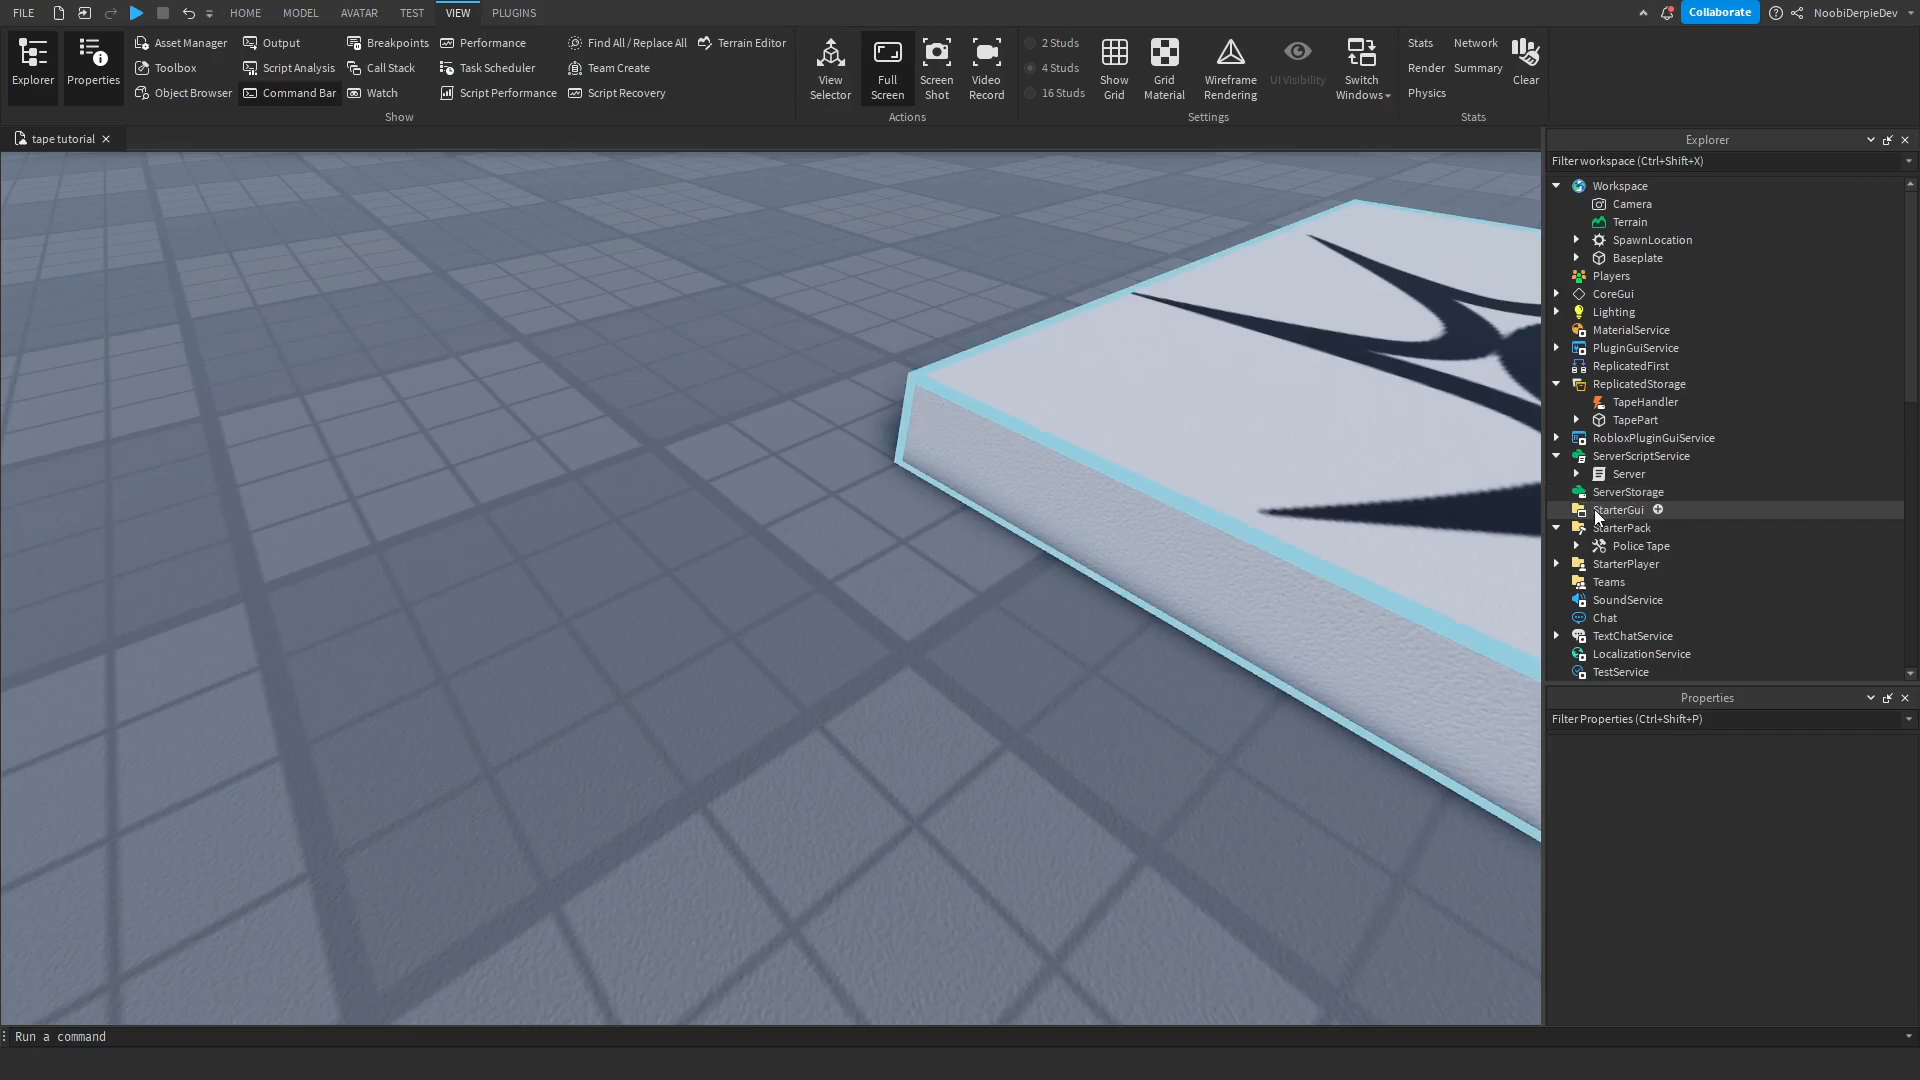 FILE HOME MODEL AVATAR TEST VIEW PLUGINS Collaborate NoobiDerpieDev
Explorer
Properties
Asset Manager Output Breakpoints Performance Find All / Replace All Terrain Editor
Toolbox Script Analysis Call Stack Task Scheduler Team Create
Object Browser Command Bar Watch Script Performance Script Recovery
Show
View Selector
Full Screen
Screen Shot
Video Record
Actions
2 Studs
4 Studs
16 Studs
Show Grid
Grid Material
Wireframe Rendering
UI Visibility
Switch Windows
Settings
Stats Network
Render Summary
Physics
Clear
Stats
tape tutorial
Explorer
Filter workspace (Ctrl+Shift+X)
Workspace
Camera
Terrain
SpawnLocation
Baseplate
Players
CoreGui
Lighting
MaterialService
PluginGuiService
ReplicatedFirst
ReplicatedStorage
TapeHandler
TapePart
RobloxPluginGuiService
ServerScriptService
Server
ServerStorage
StarterGui
StarterPack
Police Tape
StarterPlayer
Teams
SoundService
Chat
TextChatService
LocalizationService
TestService
Properties
Filter Properties (Ctrl+Shift+P)
Run a command